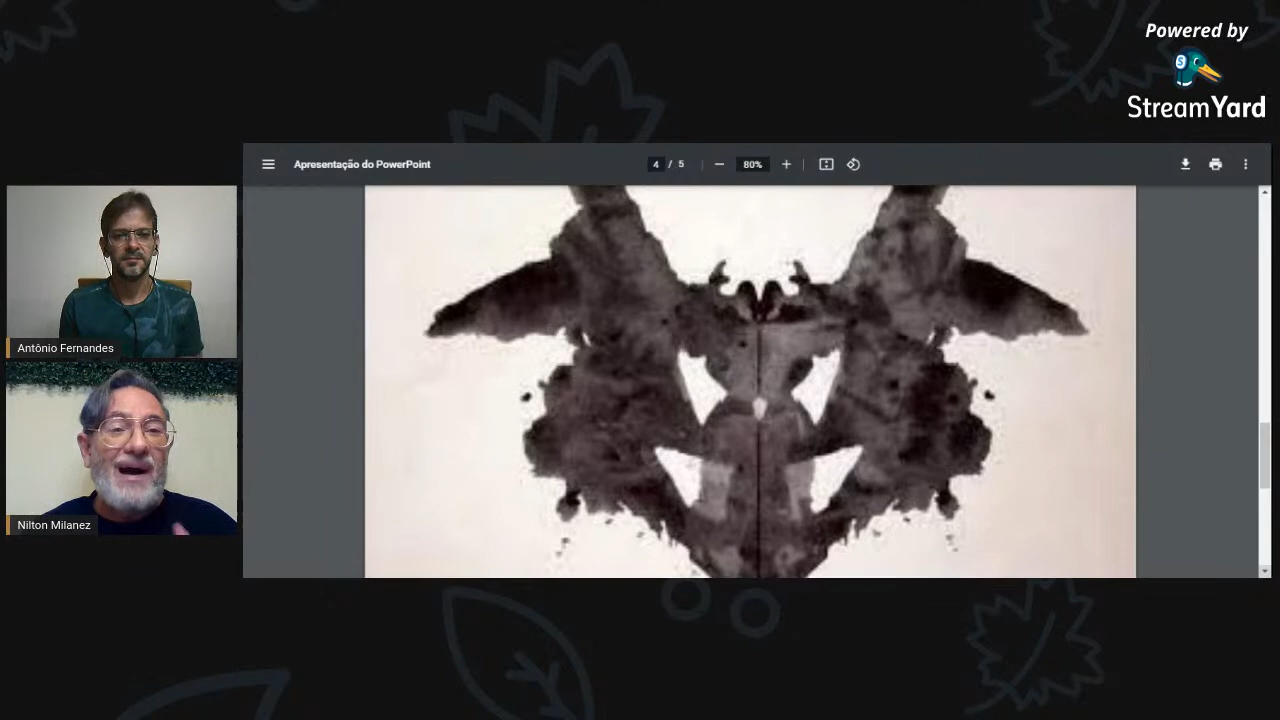 Powered by
StreamYard
Apresentação do PowerPoint
4 / 5
80%
Antônio Fernandes
Nilton Milanez